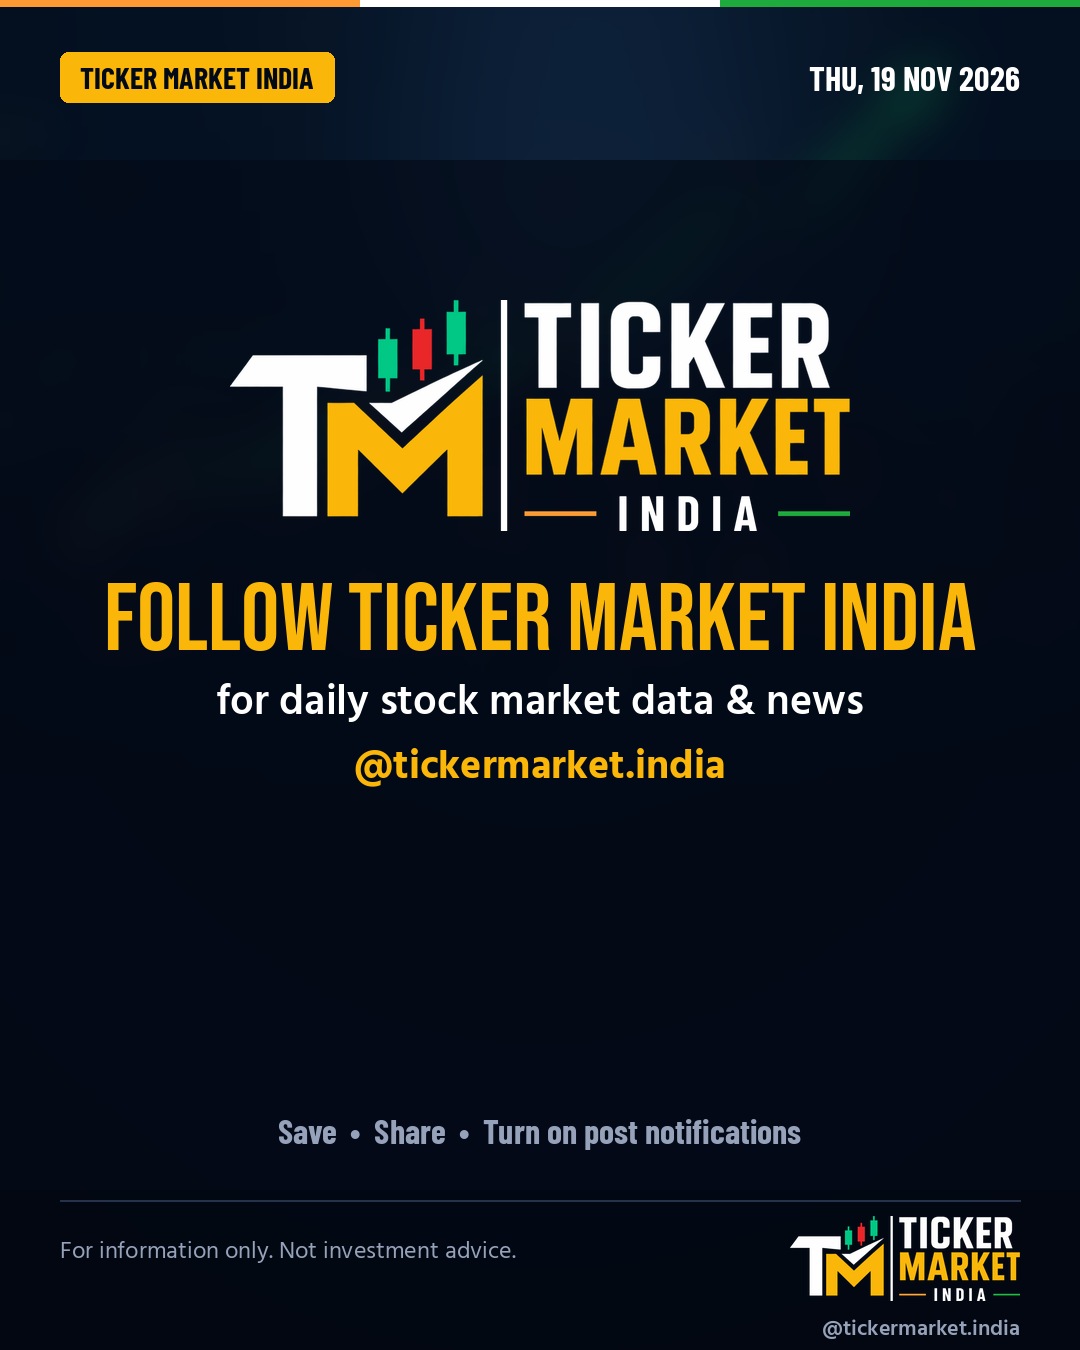 TICKER MARKET INDIA
THU, 19 NOV 2026
TM
TICKER
MARKET
INDIA
FOLLOW TICKER MARKET INDIA
for daily stock market data & news
@tickermarket.india
Save • Share • Turn on post notifications
For information only. Not investment advice.
TM
TICKER
MARKET
INDIA
@tickermarket.india